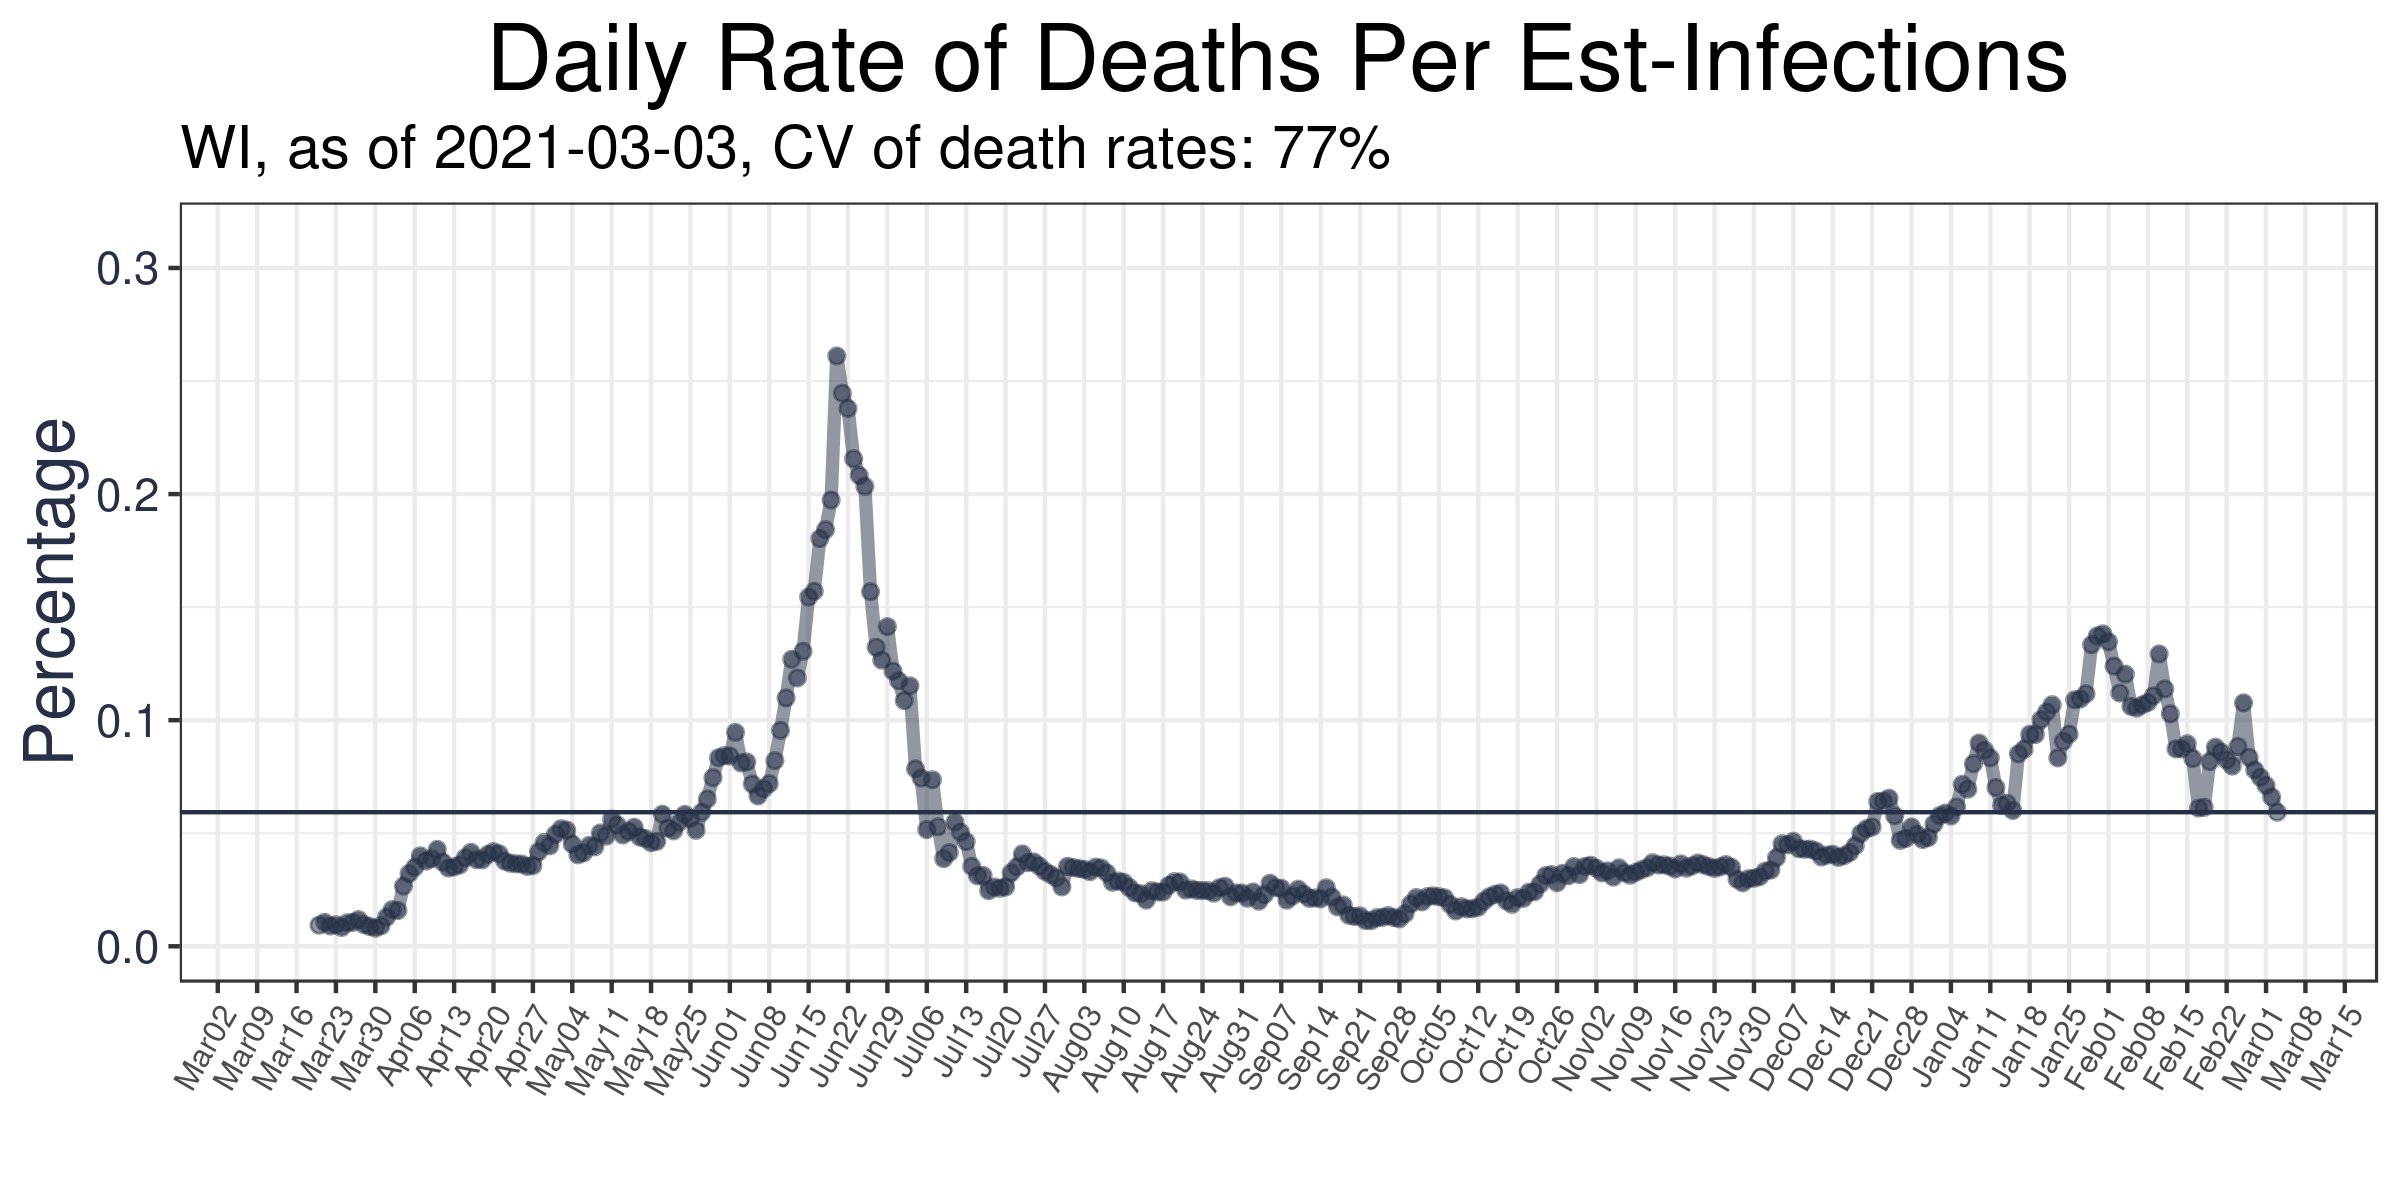 Daily Rate of Deaths Per Est-Infections
WI, as of 2021-03-03, CV of death rates: 77%
Percentage
0.3
0.2
0.1
0.0
Mar02
Mar09
Mar16
Mar23
Mar30
Apr06
Apr13
Apr20
Apr27
May04
May11
May18
May25
Jun01
Jun08
Jun15
Jun22
Jun29
Jul06
Jul13
Jul20
Jul27
Aug03
Aug10
Aug17
Aug24
Aug31
Sep07
Sep14
Sep21
Sep28
Oct05
Oct12
Oct19
Oct26
Nov02
Nov09
Nov16
Nov23
Nov30
Dec07
Dec14
Dec21
Dec28
Jan04
Jan11
Jan18
Jan25
Feb01
Feb08
Feb15
Feb22
Mar01
Mar08
Mar15